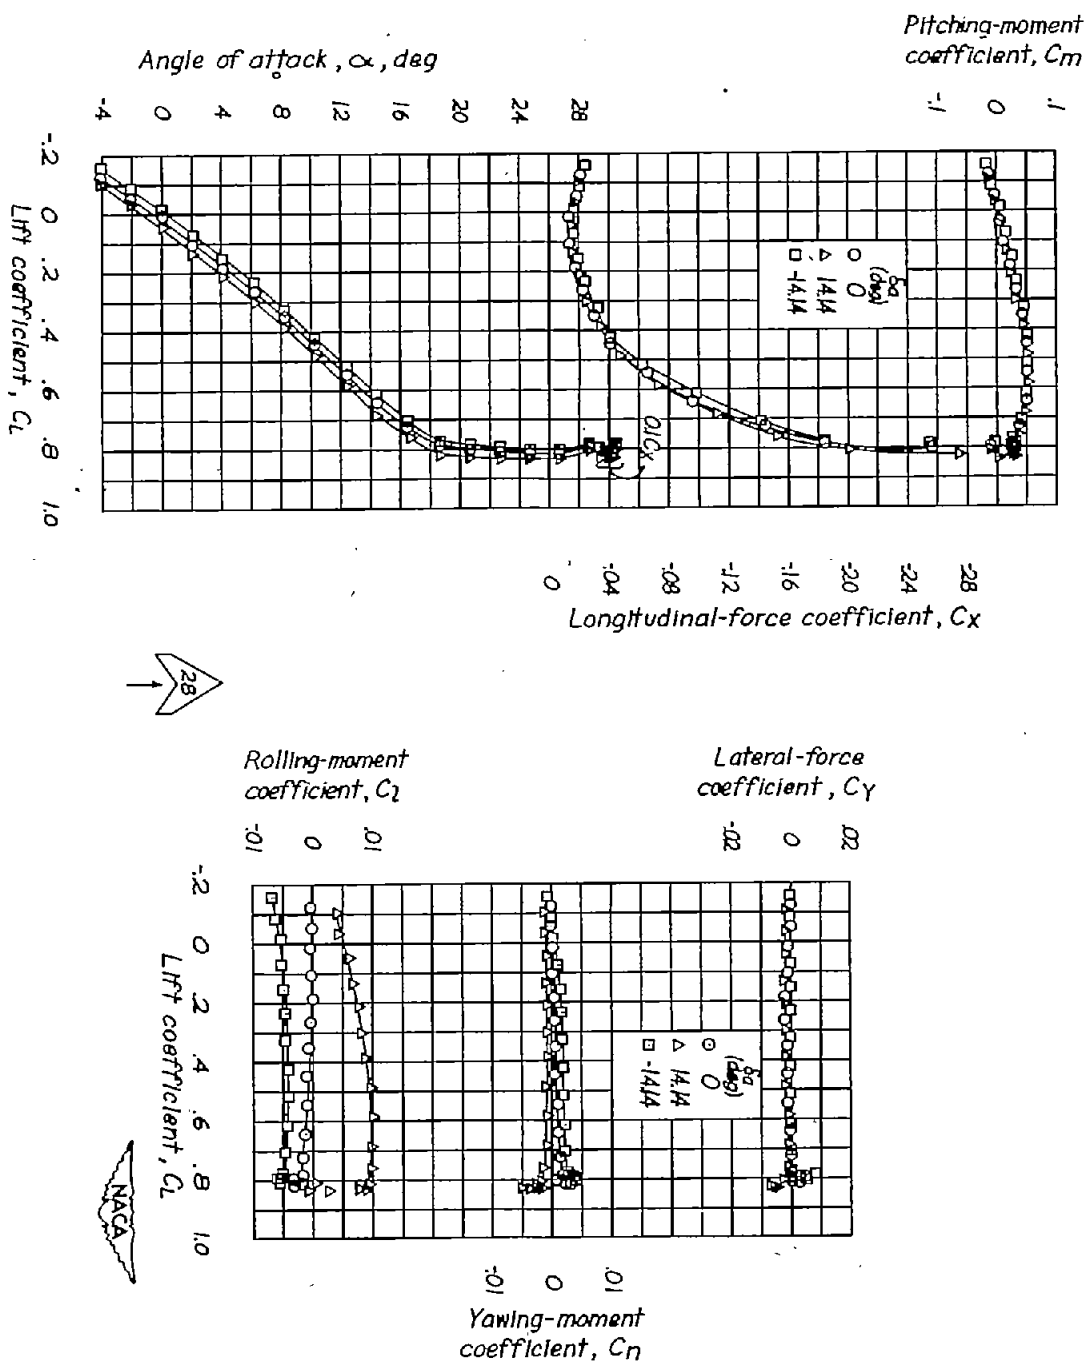 Pitching-moment
coefficient, Cm
Angle of attack, α, deg
-.1 0 .1
-4 0 4 8 12 16 20 24 28
-.2 0 .2 .4 .6 .8 1.0
Lift coefficient, CL
δa
(deg)
○ 0
△ 14.14
□ -14.14
0.1Cx
0 -.04 -.08 -.12 -.16 -.20 -.24 -.28
Longitudinal-force coefficient, Cx
28
Rolling-moment
coefficient, Cl
Lateral-force
coefficient, CY
-.01 0 .01
-.02 0 .02
-.2 0 .2 .4 .6 .8 1.0
Lift coefficient, CL
δa
(deg)
○ 0
△ 14.14
□ -14.14
NACA
-.01 0 .01
Yawing-moment
coefficient, Cn